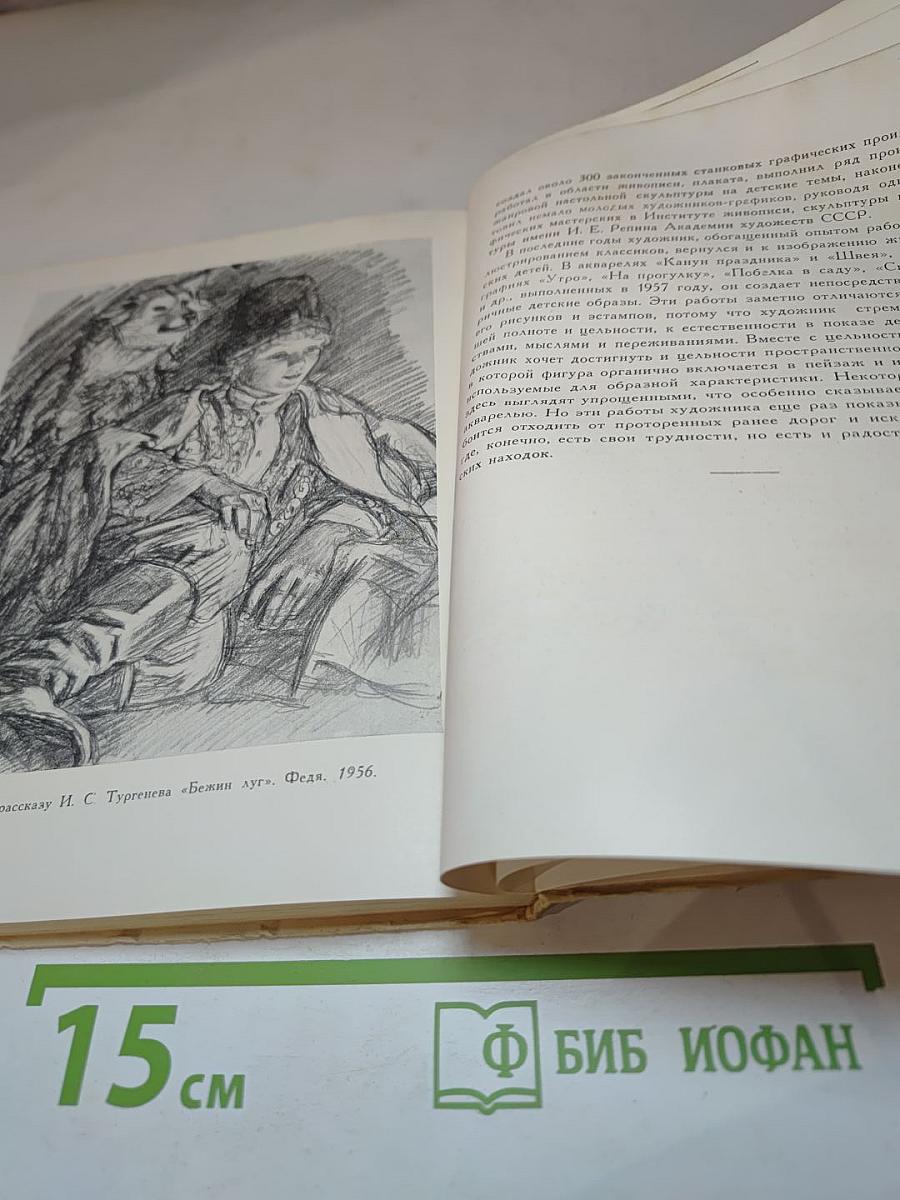 рассказу И. С. Тургенева «Бежин луг». Федя. 1956.
создал около 300 законченных станковых графических произ
работал в области живописи, плаката, выполнил ряд про
жанровой настольной скульптуры на детские темы, након
товил немало молодых художников-графиков, руководя од
фических мастерских в Институте живописи, скульптуры
туры имени И. Е. Репина Академии художеств СССР.
В последние годы художник, обогащенный опытом рабо
люстрированием классиков, вернулся и к изображению ж
ских детей. В акварелях «Канун праздника» и «Швея»,
графиях «Утро», «На прогулку», «Побелка в саду», «С
и др., выполненных в 1957 году, он создает непосредств
ричные детские образы. Эти работы заметно отличаются
его рисунков и эстампов, потому что художник стрем
шей полноте и цельности, к естественности в показе де
ствами, мыслями и переживаниями. Вместе с цельност
дожник хочет достигнуть и цельности пространственно
в которой фигура органично включается в пейзаж и и
используемые для образной характеристики. Некотор
здесь выглядят упрощенными, что особенно сказывае
акварелью. Но эти работы художника еще раз показы
боится отходить от проторенных ранее дорог и иск
где, конечно, есть свои трудности, но есть и радост
ских находок.
15 см
Ф БИБ ИОФАН